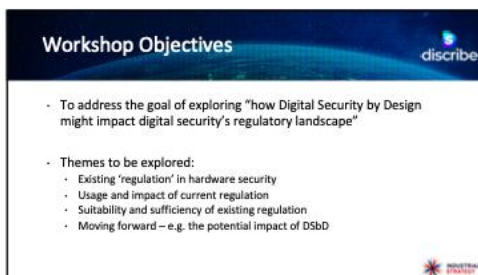 Workshop Objectives
discribe
· To address the goal of exploring “how Digital Security by Design
might impact digital security’s regulatory landscape”
· Themes to be explored:
· Existing ‘regulation’ in hardware security
· Usage and impact of current regulation
· Suitability and sufficiency of existing regulation
· Moving forward – e.g. the potential impact of DSbD
INDUSTRIAL
STRATEGY